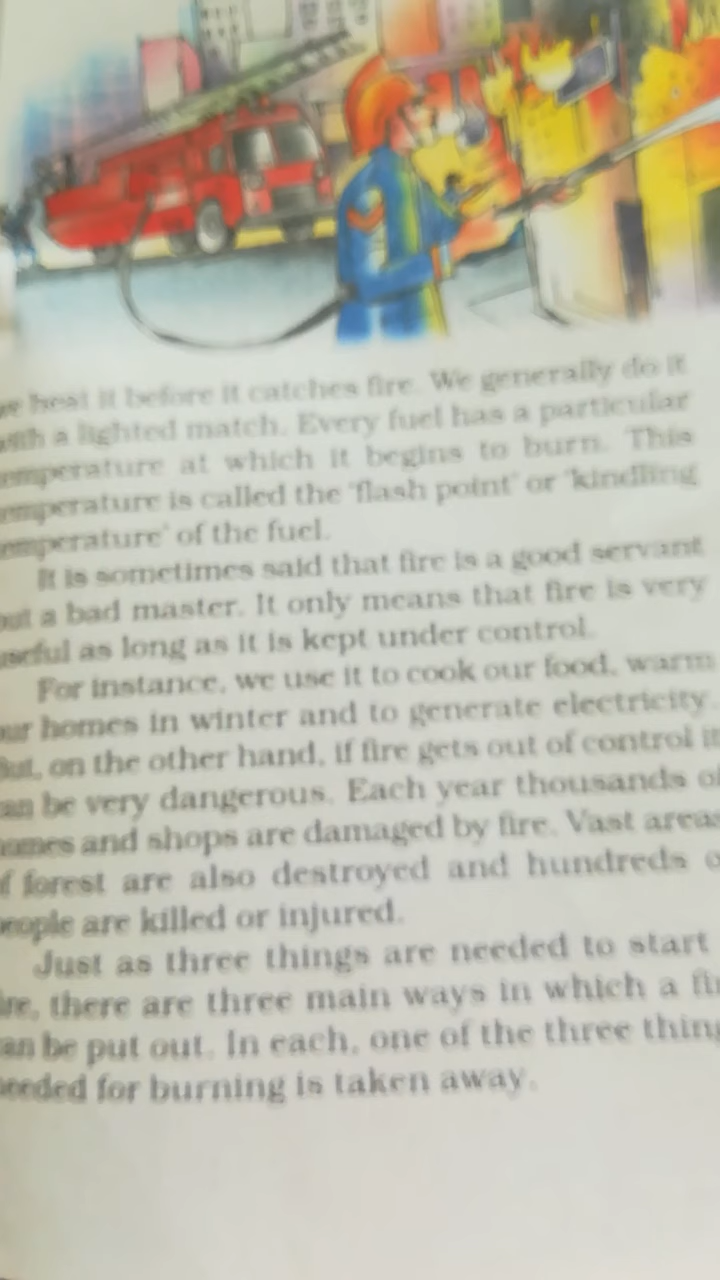 we heat it before it catches fire. We generally do it
with a lighted match. Every fuel has a particular
temperature at which it begins to burn. This
temperature is called the 'flash point' or 'kindling
temperature' of the fuel.
It is sometimes said that fire is a good servant
but a bad master. It only means that fire is very
useful as long as it is kept under control.
For instance, we use it to cook our food, warm
our homes in winter and to generate electricity.
But, on the other hand, if fire gets out of control it
can be very dangerous. Each year thousands of
homes and shops are damaged by fire. Vast areas
of forest are also destroyed and hundreds o
people are killed or injured.
Just as three things are needed to start
fire, there are three main ways in which a fir
can be put out. In each, one of the three thing
needed for burning is taken away.